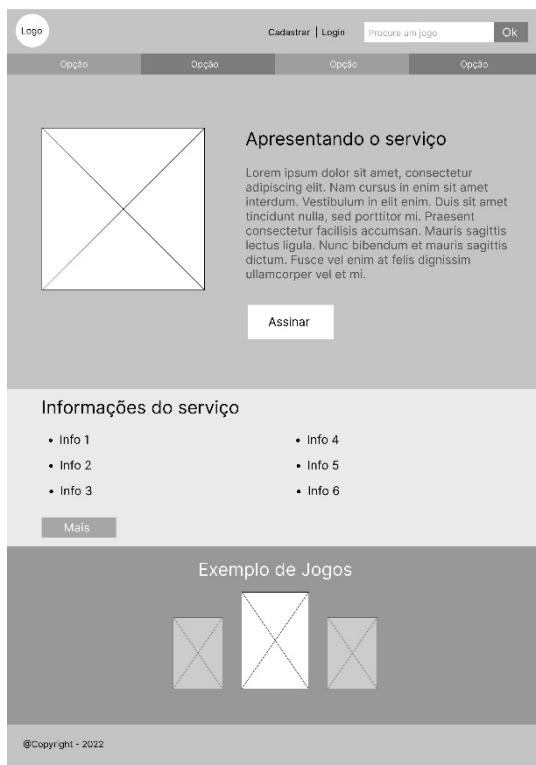 Logo
Cadastrar | Login
Procure um jogo
Ok
Opção
Opção
Opção
Opção
Apresentando o serviço
Lorem ipsum dolor sit amet, consectetur
adipiscing elit. Nam cursus in enim sit amet
interdum. Vestibulum in elit enim. Duis sit amet
tincidunt nulla, sed porttitor mi. Praesent
consectetur facilisis accumsan. Mauris sagittis
lectus ligula. Nunc bibendum et mauris sagittis
dictum. Fusce vel enim at felis dignissim
ullamcorper vel et mi.
Assinar
Informações do serviço
• Info 1
• Info 2
• Info 3
• Info 4
• Info 5
• Info 6
Mais
Exemplo de Jogos
@Copyright - 2022